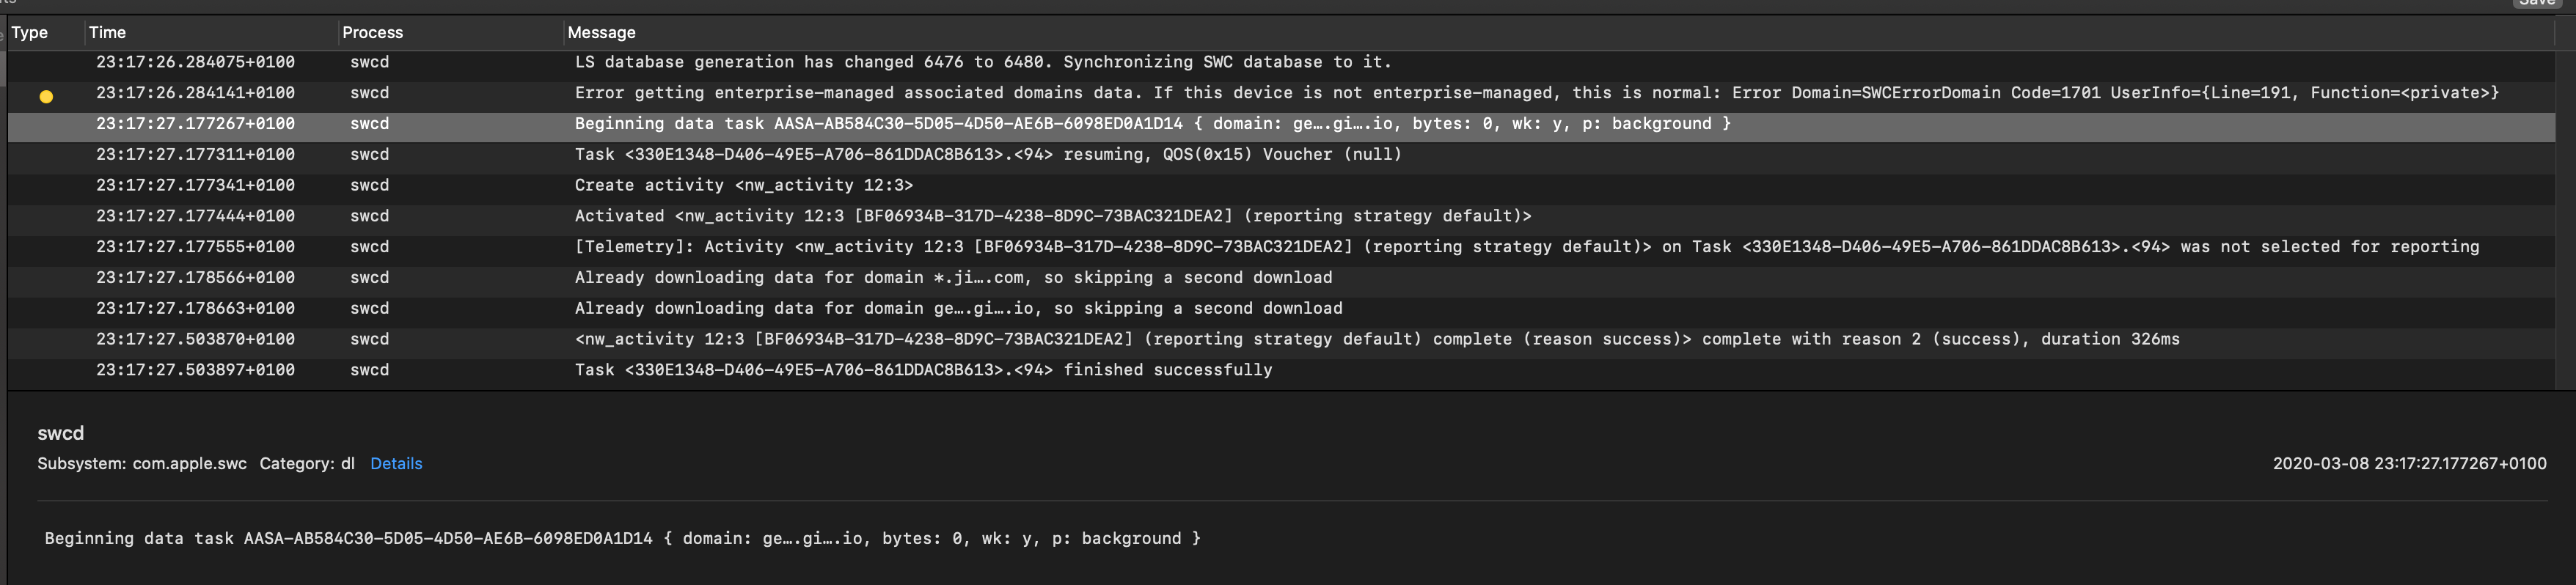 Save
Type Time Process Message
23:17:26.284075+0100 swcd LS database generation has changed 6476 to 6480. Synchronizing SWC database to it.
23:17:26.284141+0100 swcd Error getting enterprise-managed associated domains data. If this device is not enterprise-managed, this is normal: Error Domain=SWCErrorDomain Code=1701 UserInfo={Line=191, Function=<private>}
23:17:27.177267+0100 swcd Beginning data task AASA-AB584C30-5D05-4D50-AE6B-6098ED0A1D14 { domain: ge….gi….io, bytes: 0, wk: y, p: background }
23:17:27.177311+0100 swcd Task <330E1348-D406-49E5-A706-861DDAC8B613>.<94> resuming, QOS(0x15) Voucher (null)
23:17:27.177341+0100 swcd Create activity <nw_activity 12:3>
23:17:27.177444+0100 swcd Activated <nw_activity 12:3 [BF06934B-317D-4238-8D9C-73BAC321DEA2] (reporting strategy default)>
23:17:27.177555+0100 swcd [Telemetry]: Activity <nw_activity 12:3 [BF06934B-317D-4238-8D9C-73BAC321DEA2] (reporting strategy default)> on Task <330E1348-D406-49E5-A706-861DDAC8B613>.<94> was not selected for reporting
23:17:27.178566+0100 swcd Already downloading data for domain *.ji….com, so skipping a second download
23:17:27.178663+0100 swcd Already downloading data for domain ge….gi….io, so skipping a second download
23:17:27.503870+0100 swcd <nw_activity 12:3 [BF06934B-317D-4238-8D9C-73BAC321DEA2] (reporting strategy default) complete (reason success)> complete with reason 2 (success), duration 326ms
23:17:27.503897+0100 swcd Task <330E1348-D406-49E5-A706-861DDAC8B613>.<94> finished successfully
swcd
Subsystem: com.apple.swc Category: dl Details 2020-03-08 23:17:27.177267+0100
Beginning data task AASA-AB584C30-5D05-4D50-AE6B-6098ED0A1D14 { domain: ge….gi….io, bytes: 0, wk: y, p: background }